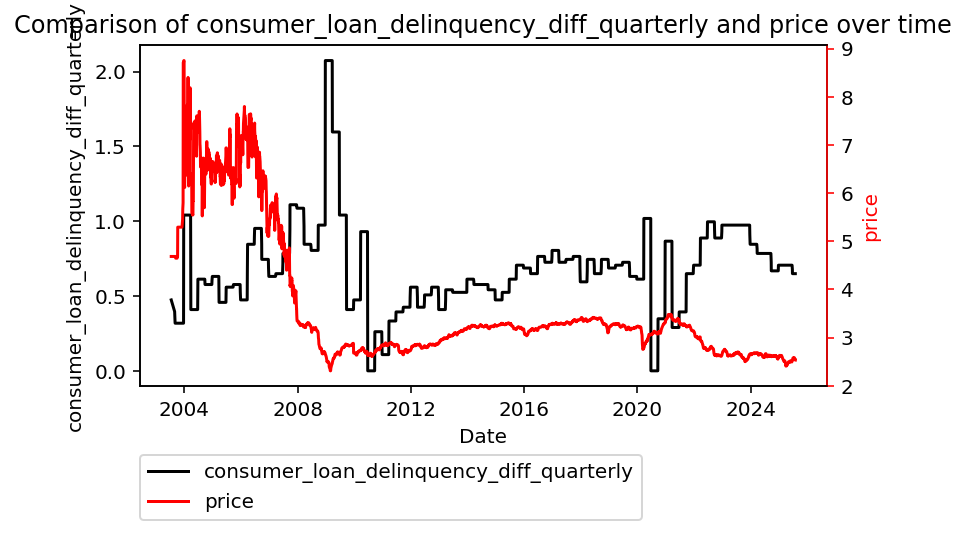 Comparison of consumer_loan_delinquency_diff_quarterly and price over time
consumer_loan_delinquency_diff_quarterly
2.0
1.5
1.0
0.5
0.0
9
8
7
6
5
4
3
2
price
2004 2008 2012 2016 2020 2024
Date
consumer_loan_delinquency_diff_quarterly
price